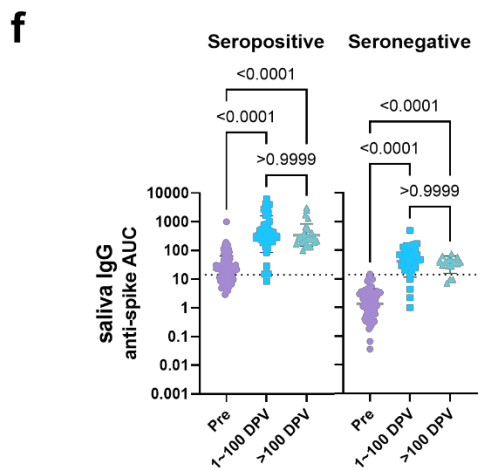 f
Seropositive Seronegative
<0.0001
<0.0001
<0.0001
<0.0001
>0.9999
>0.9999
saliva IgG
anti-spike AUC
10000
1000
100
10
1
0.1
0.01
0.001
Pre
1~100 DPV
>100 DPV
Pre
1~100 DPV
>100 DPV